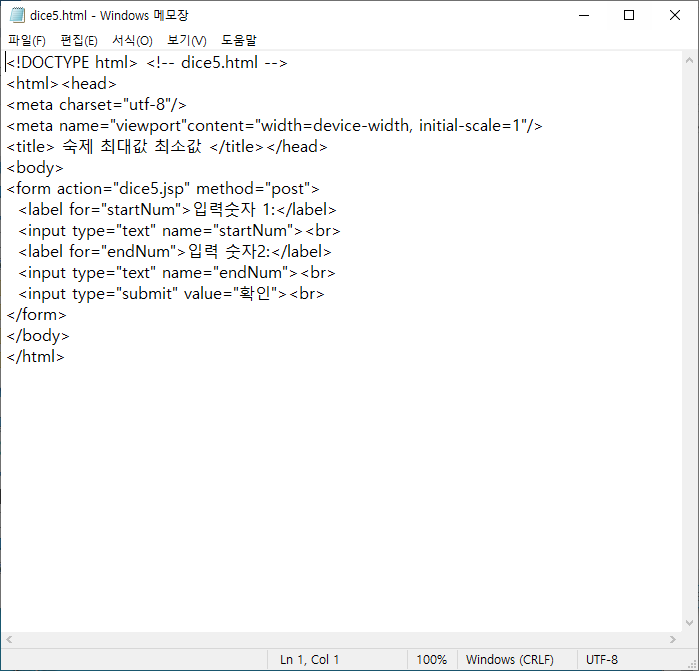 dice5.html - Windows 메모장
파일(F) 편집(E) 서식(O) 보기(V) 도움말
<!DOCTYPE html> <!-- dice5.html -->
<html><head>
<meta charset="utf-8"/>
<meta name="viewport"content="width=device-width, initial-scale=1"/>
<title> 숙제 최대값 최소값 </title></head>
<body>
<form action="dice5.jsp" method="post">
  <label for="startNum">입력숫자 1:</label>
  <input type="text" name="startNum"><br>
  <label for="endNum">입력 숫자2:</label>
  <input type="text" name="endNum"><br>
  <input type="submit" value="확인"><br>
</form>
</body>
</html>
Ln 1, Col 1 100% Windows (CRLF) UTF-8